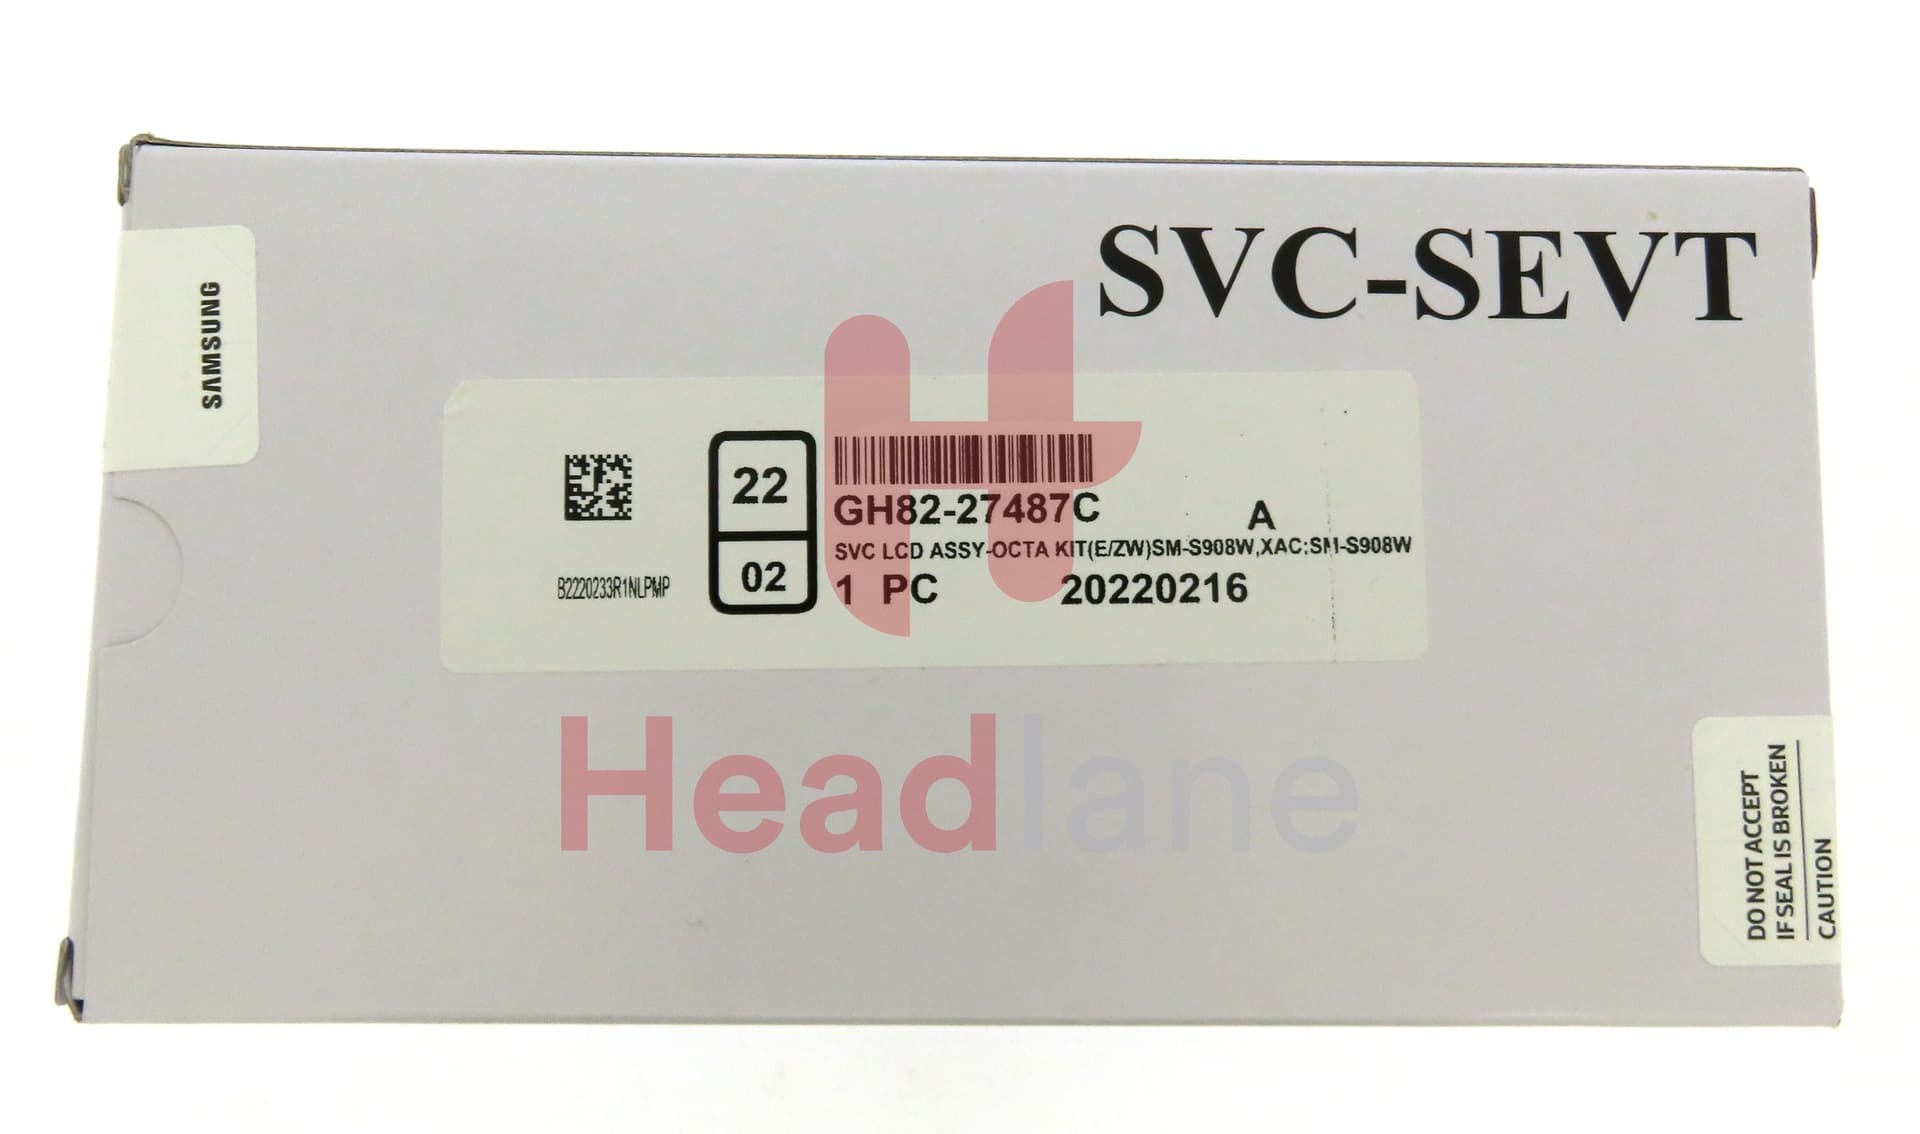 SVC-SEVT
SAMSUNG
22
02
B2220233R1NLPMP
GH82-27487C
A
SVC LCD ASSY-OCTA KIT(E/ZW)SM-S908W,XAC;SM-S908W
1 PC 20220216
Headlane
DO NOT ACCEPT
IF SEAL IS BROKEN
CAUTION